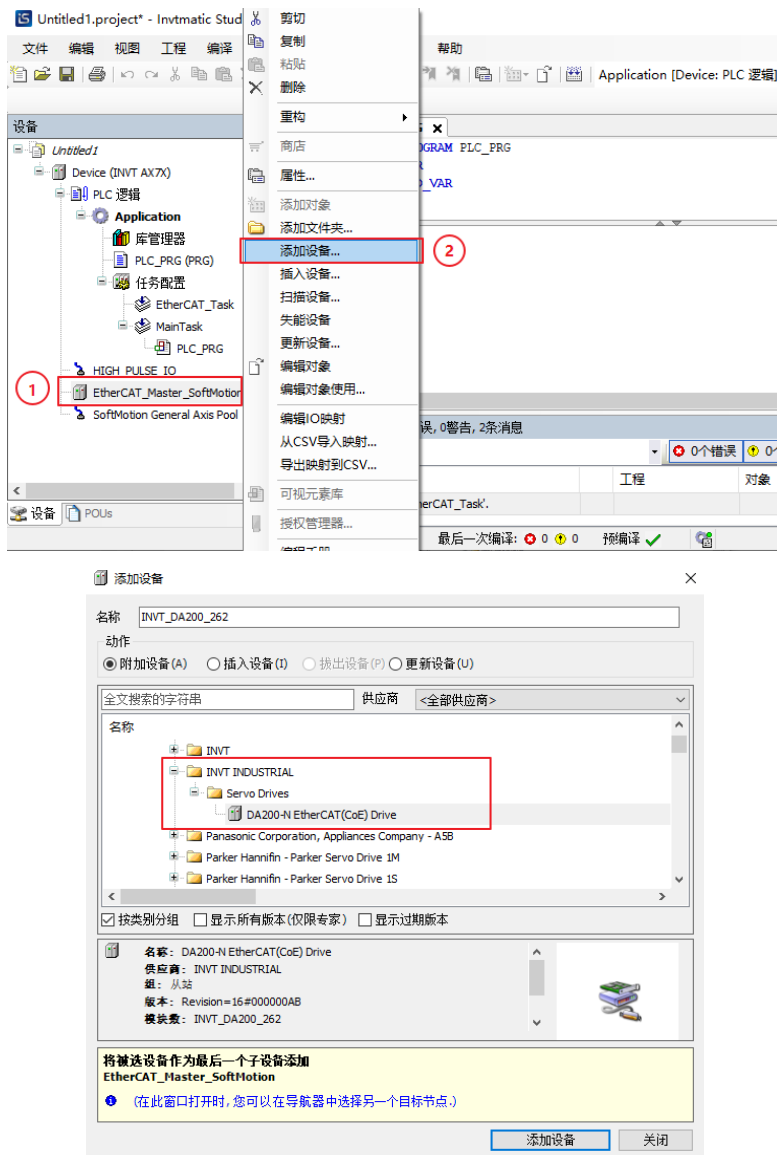 Untitled1.project* - Invtmatic Stud
文件 编辑 视图 工程 编译 帮助
Application [Device: PLC 逻辑]
剪切
复制
粘贴
删除
重构
商店
属性...
添加对象
添加文件夹...
添加设备...
②
插入设备...
扫描设备...
失能设备
更新设备...
编辑对象
编辑对象使用...
编辑IO映射
从CSV导入映射...
导出映射到CSV...
可视元素库
授权管理器...
设备
Untitled1
Device (INVT AX7X)
PLC 逻辑
Application
库管理器
PLC_PRG (PRG)
任务配置
EtherCAT_Task
MainTask
PLC_PRG
HIGH_PULSE_IO
①
EtherCAT_Master_SoftMotion
SoftMotion General Axis Pool
设备 POUs
OGRAM PLC_PRG
R
D_VAR
误, 0警告, 2条消息
0个错误 0个
工程 对象
herCAT_Task'.
最后一次编译: 0 0 预编译
添加设备
名称 INVT_DA200_262
动作
附加设备(A) 插入设备(I) 拔出设备(P) 更新设备(U)
全文搜索的字符串 供应商 <全部供应商>
名称
INVT
INVT INDUSTRIAL
Servo Drives
DA200-N EtherCAT(CoE) Drive
Panasonic Corporation, Appliances Company - A5B
Parker Hannifin - Parker Servo Drive 1M
Parker Hannifin - Parker Servo Drive 1S
按类别分组 显示所有版本(仅限专家) 显示过期版本
名称: DA200-N EtherCAT(CoE) Drive
供应商: INVT INDUSTRIAL
组: 从站
版本: Revision=16#000000AB
模块数: INVT_DA200_262
将被选设备作为最后一个子设备添加
EtherCAT_Master_SoftMotion
(在此窗口打开时,您可以在导航器中选择另一个目标节点.)
添加设备 关闭